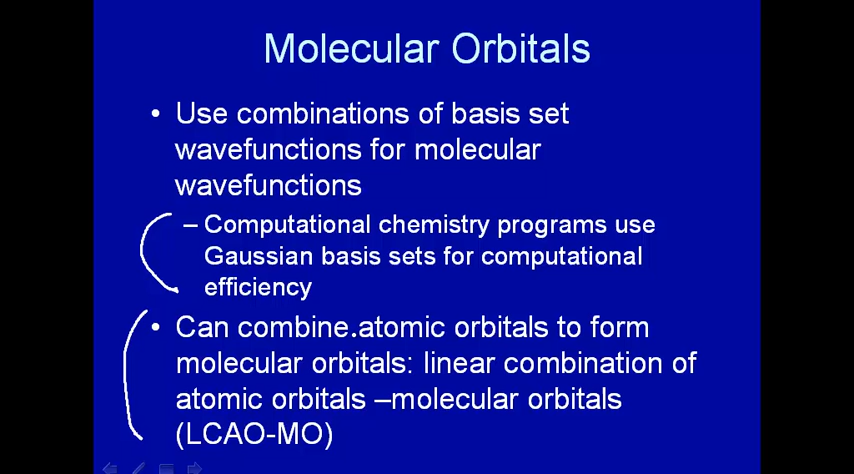 Molecular Orbitals
• Use combinations of basis set
wavefunctions for molecular
wavefunctions
– Computational chemistry programs use
Gaussian basis sets for computational
efficiency
• Can combine.atomic orbitals to form
molecular orbitals: linear combination of
atomic orbitals –molecular orbitals
(LCAO-MO)